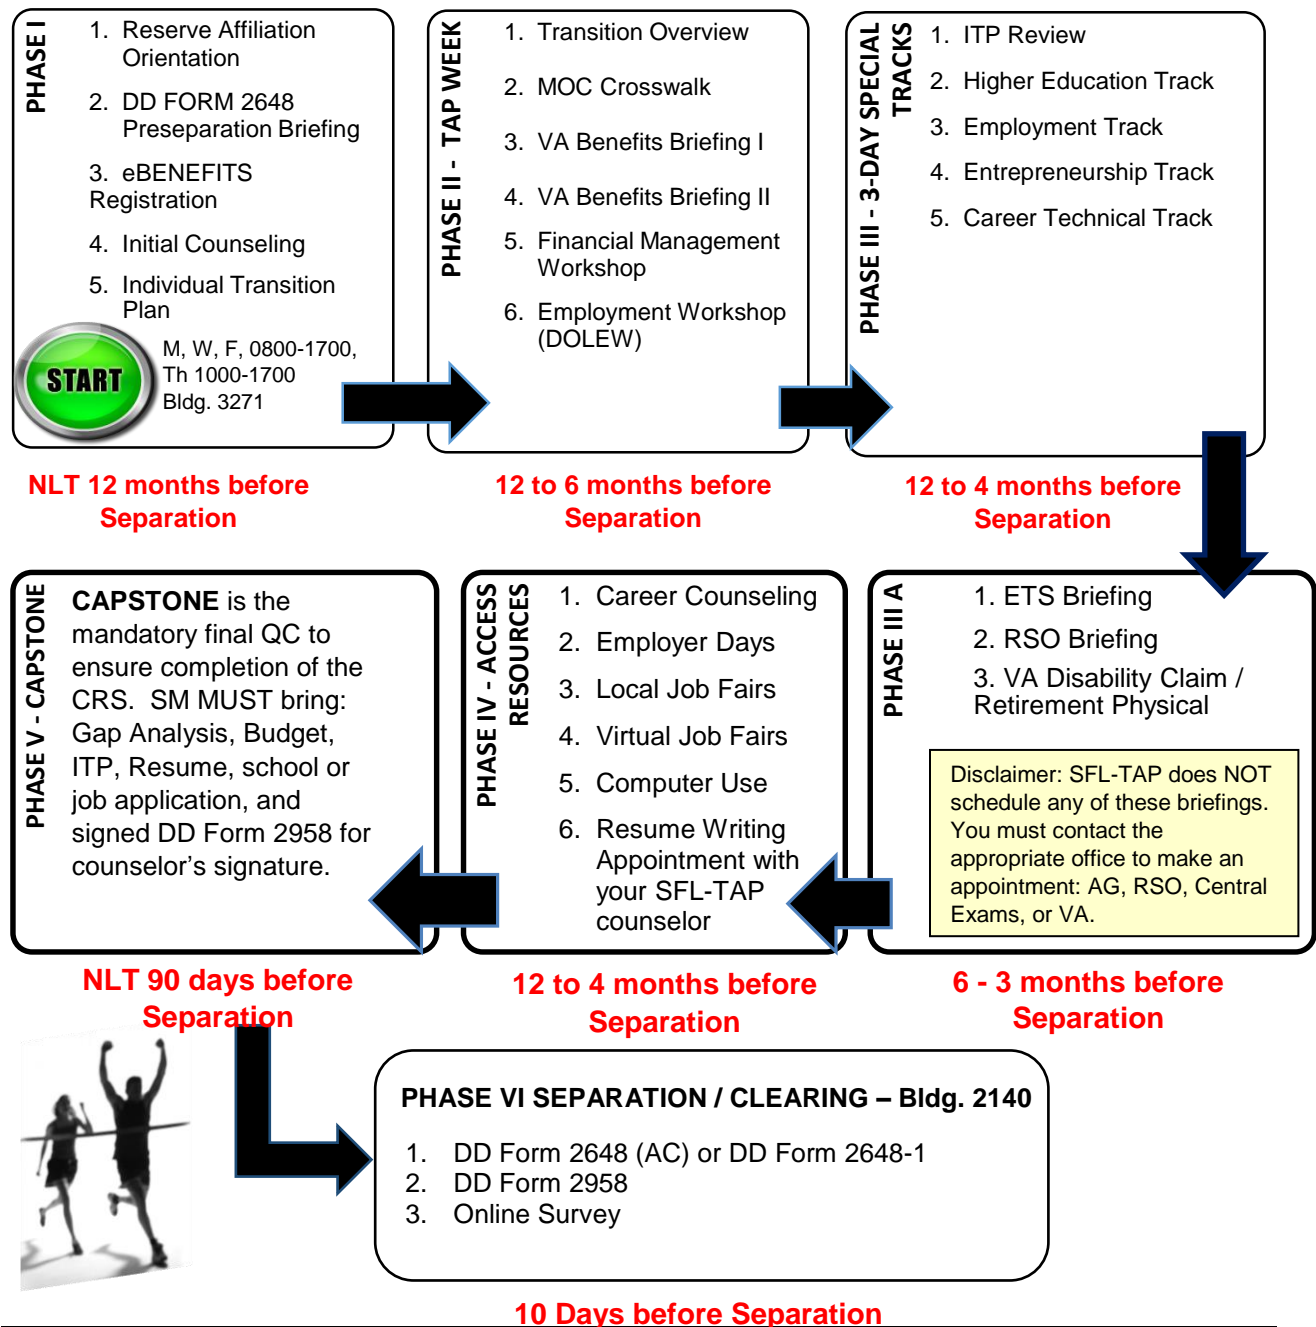 PHASE I
1. Reserve Affiliation
Orientation
2. DD FORM 2648
Preseparation Briefing
3. eBENEFITS
Registration
4. Initial Counseling
5. Individual Transition
Plan
START
M, W, F, 0800-1700,
Th 1000-1700
Bldg. 3271
NLT 12 months before
Separation
PHASE II - TAP WEEK
1. Transition Overview
2. MOC Crosswalk
3. VA Benefits Briefing I
4. VA Benefits Briefing II
5. Financial Management
Workshop
6. Employment Workshop
(DOLEW)
12 to 6 months before
Separation
PHASE III - 3-DAY SPECIAL
TRACKS
1. ITP Review
2. Higher Education Track
3. Employment Track
4. Entrepreneurship Track
5. Career Technical Track
12 to 4 months before
Separation
PHASE III A
1. ETS Briefing
2. RSO Briefing
3. VA Disability Claim /
Retirement Physical
Disclaimer: SFL-TAP does NOT
schedule any of these briefings.
You must contact the
appropriate office to make an
appointment: AG, RSO, Central
Exams, or VA.
6 - 3 months before
Separation
PHASE IV - ACCESS
RESOURCES
1. Career Counseling
2. Employer Days
3. Local Job Fairs
4. Virtual Job Fairs
5. Computer Use
6. Resume Writing
Appointment with
your SFL-TAP
counselor
12 to 4 months before
Separation
PHASE V - CAPSTONE
CAPSTONE is the
mandatory final QC to
ensure completion of the
CRS. SM MUST bring:
Gap Analysis, Budget,
ITP, Resume, school or
job application, and
signed DD Form 2958 for
counselor's signature.
NLT 90 days before
Separation
PHASE VI SEPARATION / CLEARING – Bldg. 2140
1. DD Form 2648 (AC) or DD Form 2648-1
2. DD Form 2958
3. Online Survey
10 Days before Separation